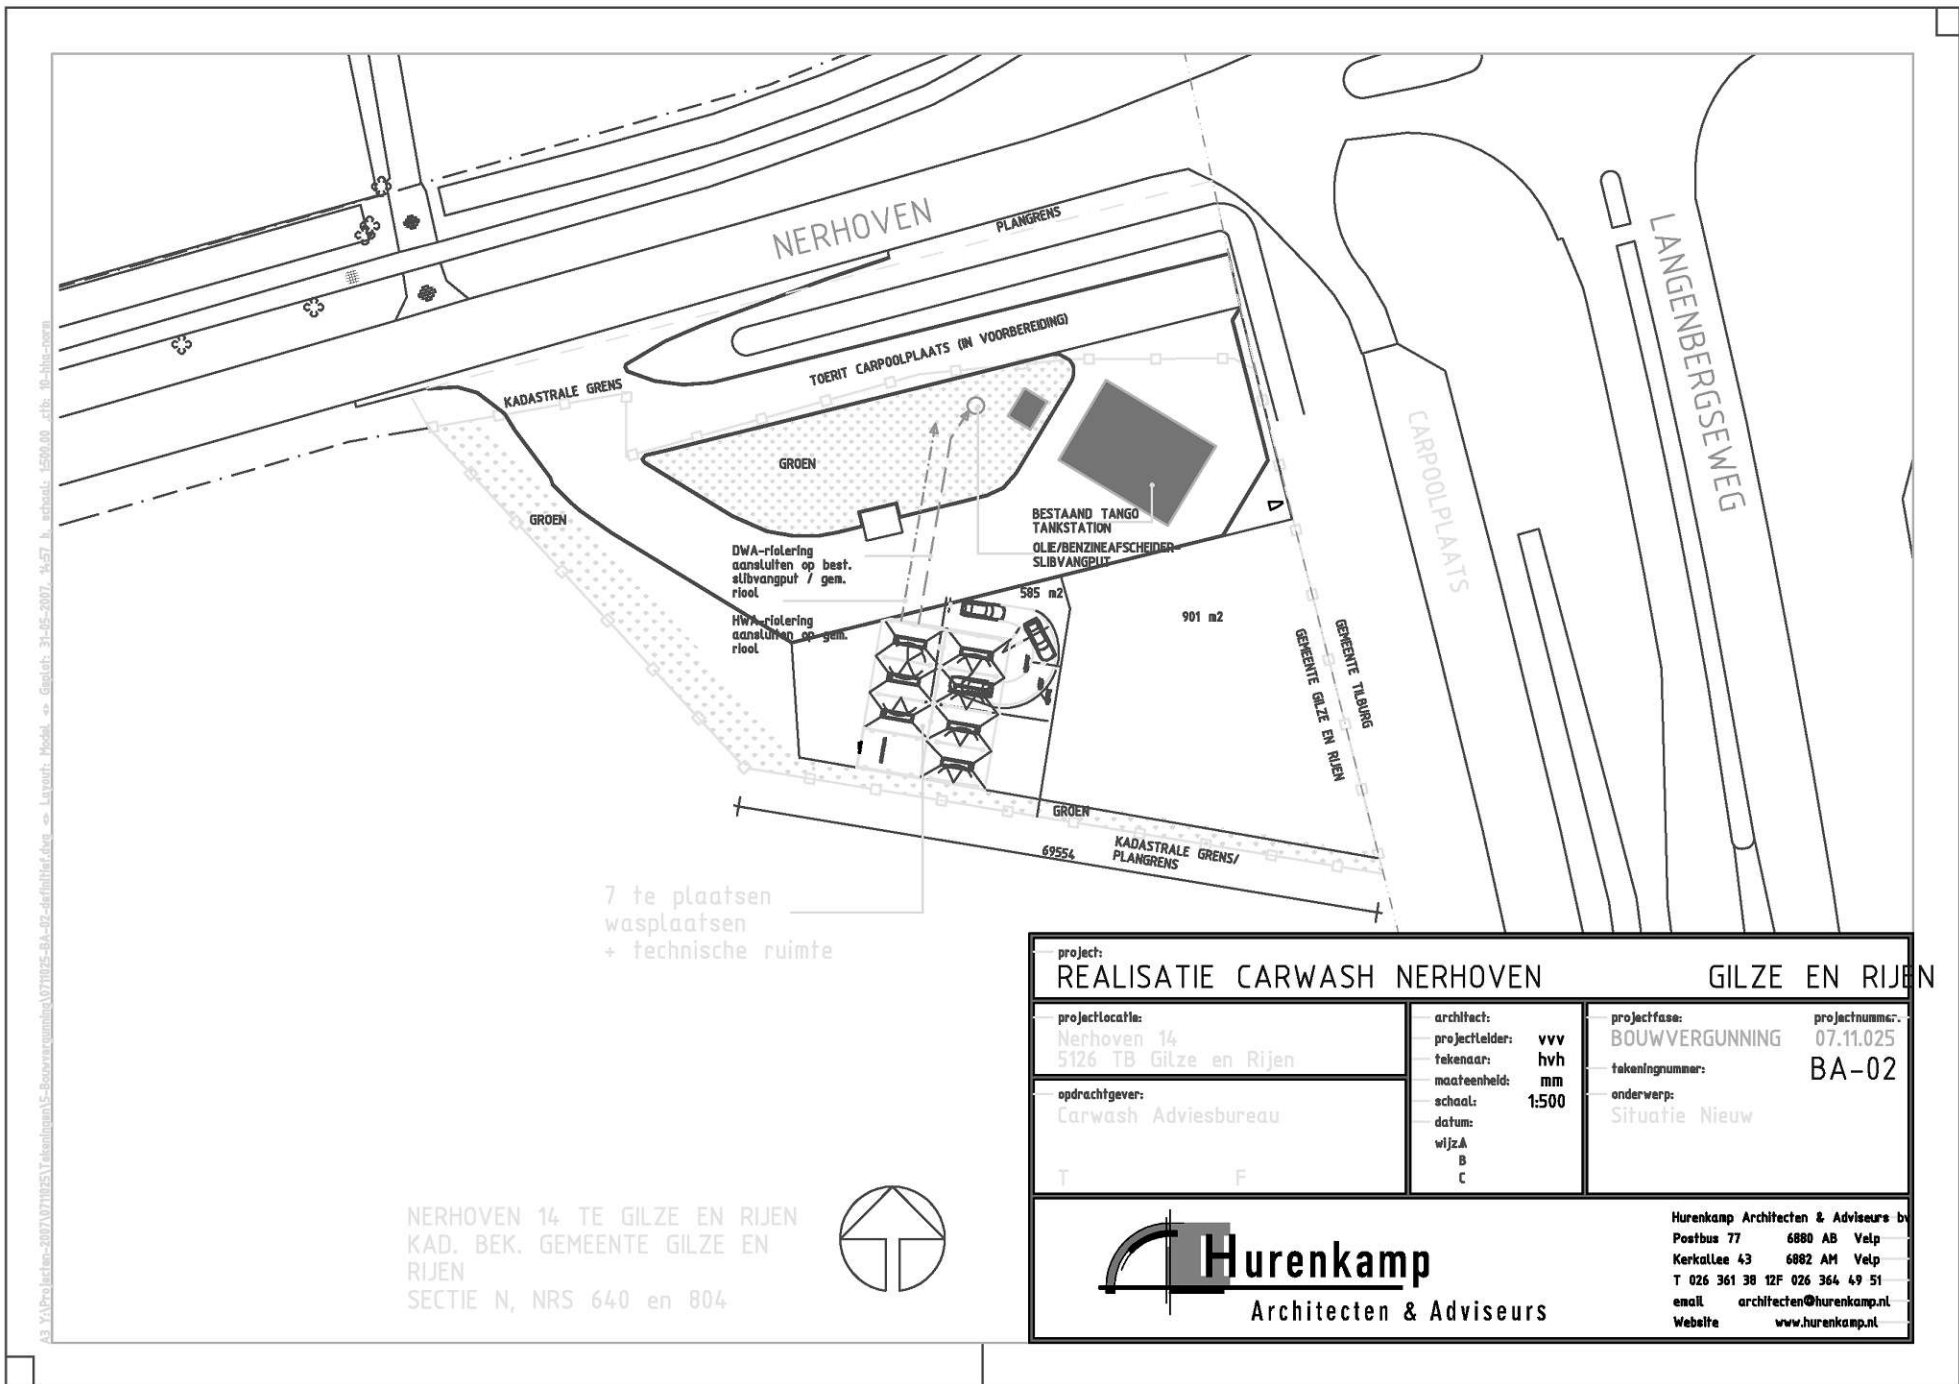 NERHOVEN
PLANGRENS
LANGENBERGSEWEG
TOERIT CARPOOLPLAATS (IN VOORBEREIDING)
KADASTRALE GRENS
CARPOOLPLAATS
GROEN
GROEN
BESTAAND TANGO
TANKSTATION
OLIE/BENZINEAFSCHEIDER-
SLIBVANGPUT
DWA-riolering
aansluiten op best.
slibvangput / gem.
riool
585 m2
901 m2
HWA-riolering
aansluiten op gem.
riool
GEMEENTE TILBURG
GEMEENTE GILZE EN RIJEN
GROEN
69554
KADASTRALE GRENS/
PLANGRENS
7 te plaatsen
wasplaatsen
+ technische ruimte
project:
REALISATIE CARWASH NERHOVEN GILZE EN RIJEN
projectlocatie:
Nerhoven 14
5126 TB Gilze en Rijen
opdrachtgever:
Carwash Adviesbureau
T F
architect:
projectleider: vvv
tekenaar: hvh
maateenheid: mm
schaal: 1:500
datum:
wijz.A
B
C
projectfase: projectnummer:
BOUWVERGUNNING 07.11.025
tekeningnummer: BA-02
onderwerp:
Situatie Nieuw
NERHOVEN 14 TE GILZE EN RIJEN
KAD. BEK. GEMEENTE GILZE EN
RIJEN
SECTIE N, NRS 640 en 804
Hurenkamp
Architecten & Adviseurs
Hurenkamp Architecten & Adviseurs bv
Postbus 77 6880 AB Velp
Kerkallee 43 6882 AM Velp
T 026 361 38 12F 026 364 49 51
email architecten@hurenkamp.nl
Website www.hurenkamp.nl